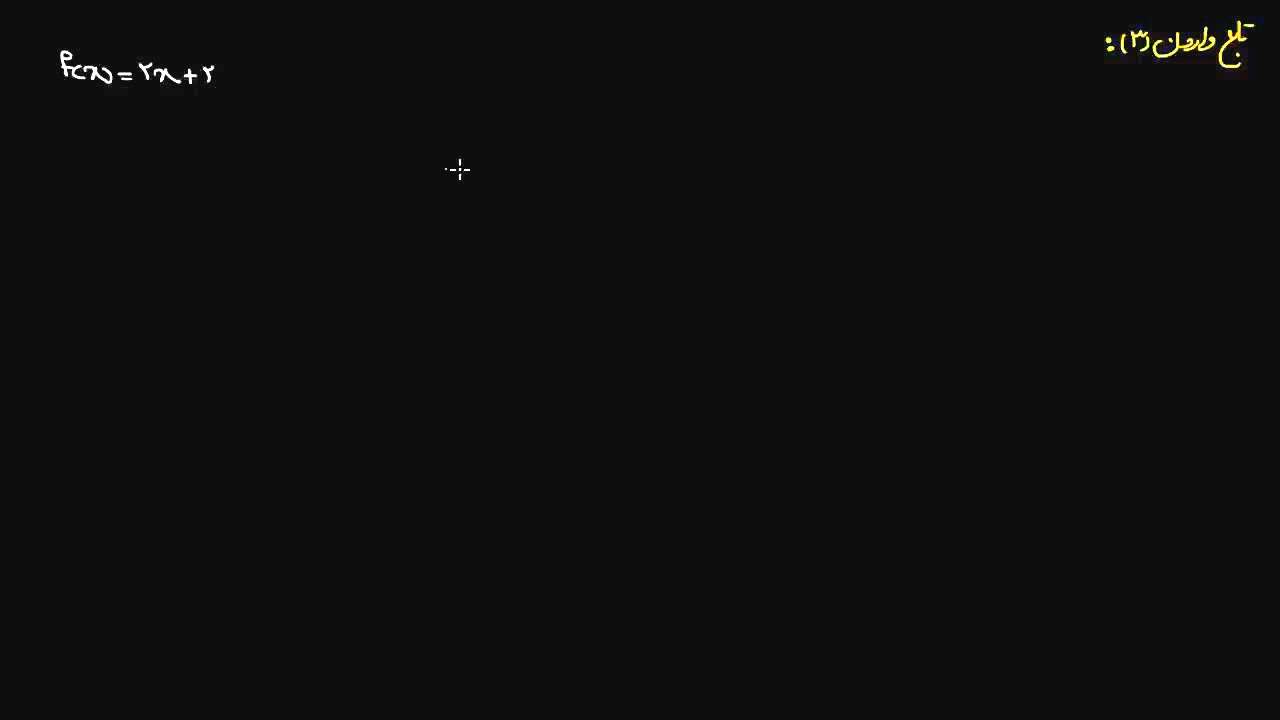 تابع وارون (۳):
f(x) = ۲x + ۲